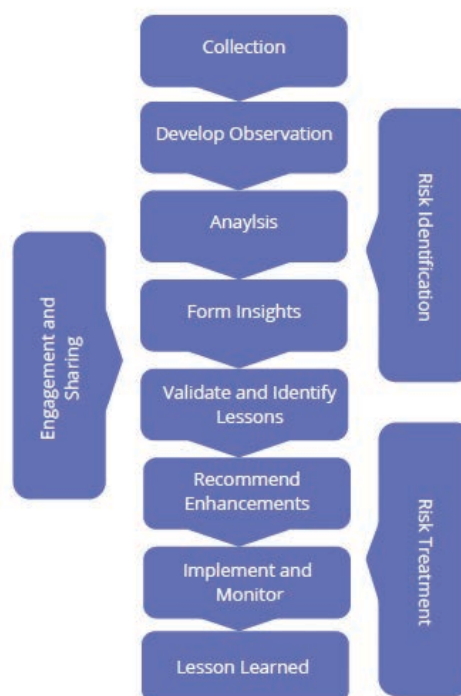 Collection
Develop Observation
Anaylsis
Form Insights
Validate and Identify
Lessons
Recommend
Enhancements
Implement and
Monitor
Lesson Learned
Engagement and
Sharing
Risk Identification
Risk Treatment